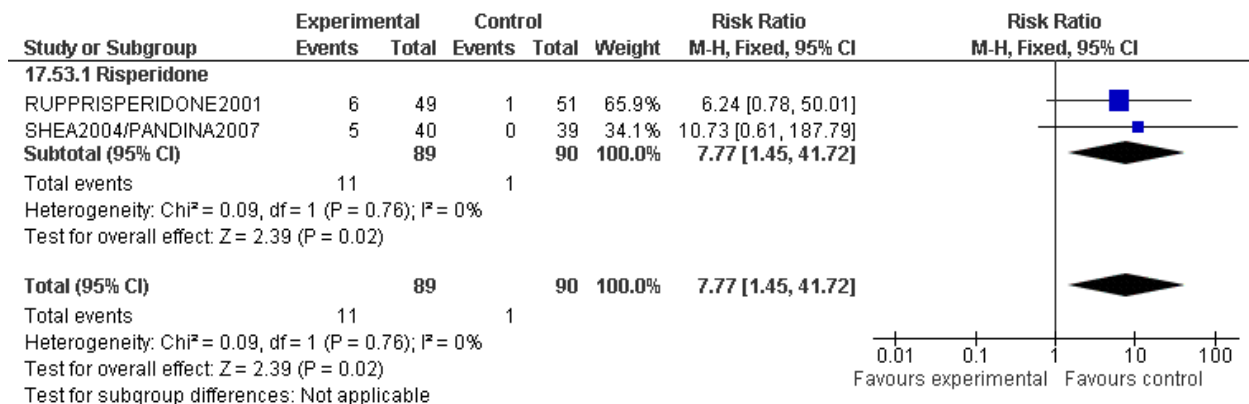 Experimental Control Risk Ratio Risk Ratio
Study or Subgroup Events Total Events Total Weight M-H, Fixed, 95% CI M-H, Fixed, 95% CI
17.53.1 Risperidone
RUPPRISPERIDONE2001 6 49 1 51 65.9% 6.24 [0.78, 50.01]
SHEA2004/PANDINA2007 5 40 0 39 34.1% 10.73 [0.61, 187.79]
Subtotal (95% CI) 89 90 100.0% 7.77 [1.45, 41.72]
Total events 11 1
Heterogeneity: Chi² = 0.09, df = 1 (P = 0.76); I² = 0%
Test for overall effect: Z = 2.39 (P = 0.02)
Total (95% CI) 89 90 100.0% 7.77 [1.45, 41.72]
Total events 11 1
Heterogeneity: Chi² = 0.09, df = 1 (P = 0.76); I² = 0%
Test for overall effect: Z = 2.39 (P = 0.02)
Test for subgroup differences: Not applicable
0.01 0.1 1 10 100
Favours experimental Favours control